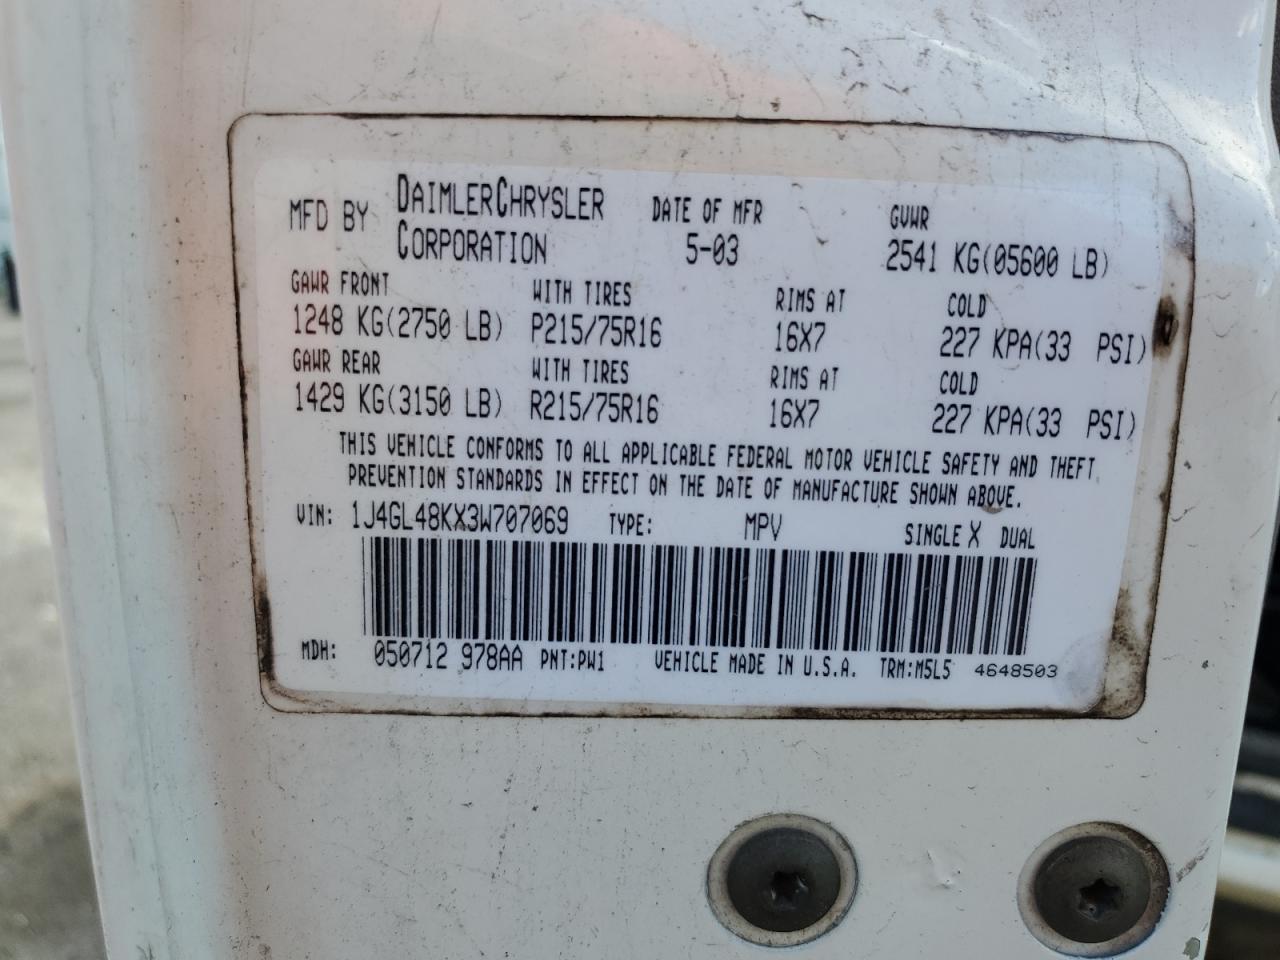 MFD BY DAIMLERCHRYSLER CORPORATION DATE OF MFR 5-03 GVWR 2541 KG(05600 LB)
GAWR FRONT WITH TIRES RIMS AT COLD
1248 KG(2750 LB) P215/75R16 16X7 227 KPA(33 PSI)
GAWR REAR WITH TIRES RIMS AT COLD
1429 KG(3150 LB) R215/75R16 16X7 227 KPA(33 PSI)
THIS VEHICLE CONFORMS TO ALL APPLICABLE FEDERAL MOTOR VEHICLE SAFETY AND THEFT
PREVENTION STANDARDS IN EFFECT ON THE DATE OF MANUFACTURE SHOWN ABOVE.
VIN: 1J4GL48KX3W707069 TYPE: MPV SINGLE X DUAL
MDH: 050712 978AA PNT:PW1 VEHICLE MADE IN U.S.A. TRM:M5L5 4648503